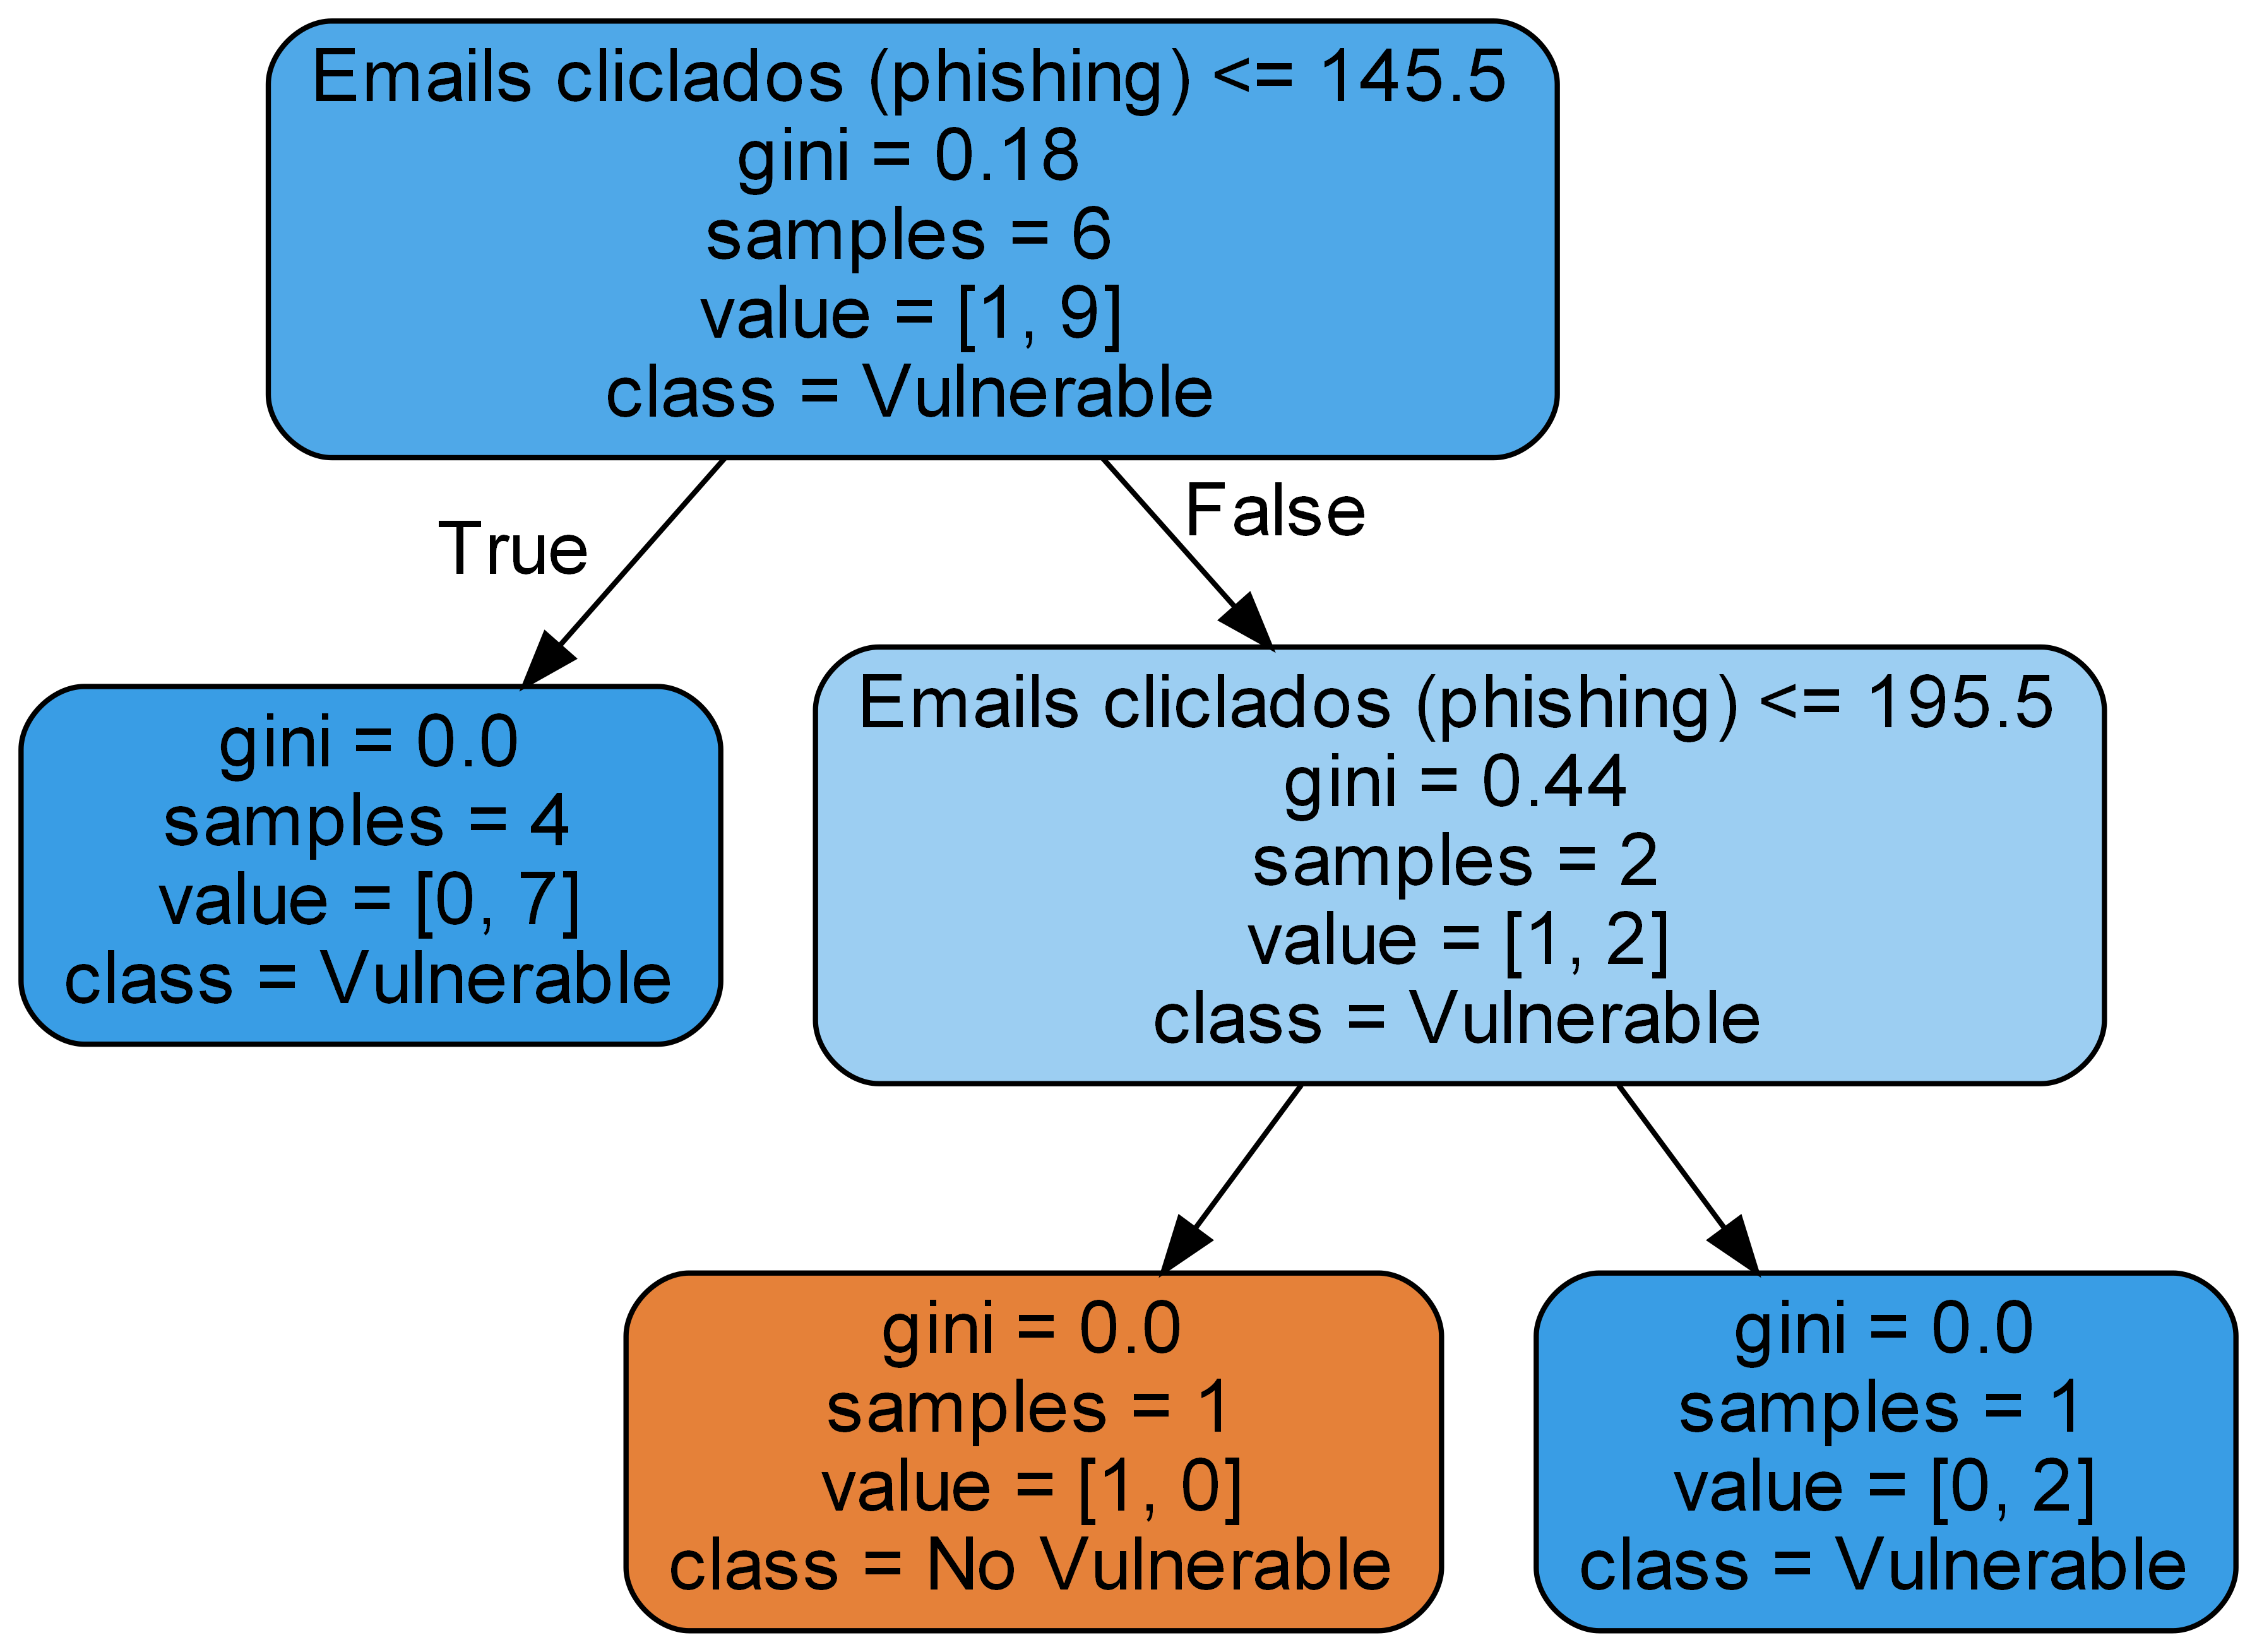 Emails cliclados (phishing) <= 145.5
gini = 0.18
samples = 6
value = [1, 9]
class = Vulnerable
True
False
gini = 0.0
samples = 4
value = [0, 7]
class = Vulnerable
Emails cliclados (phishing) <= 195.5
gini = 0.44
samples = 2
value = [1, 2]
class = Vulnerable
gini = 0.0
samples = 1
value = [1, 0]
class = No Vulnerable
gini = 0.0
samples = 1
value = [0, 2]
class = Vulnerable